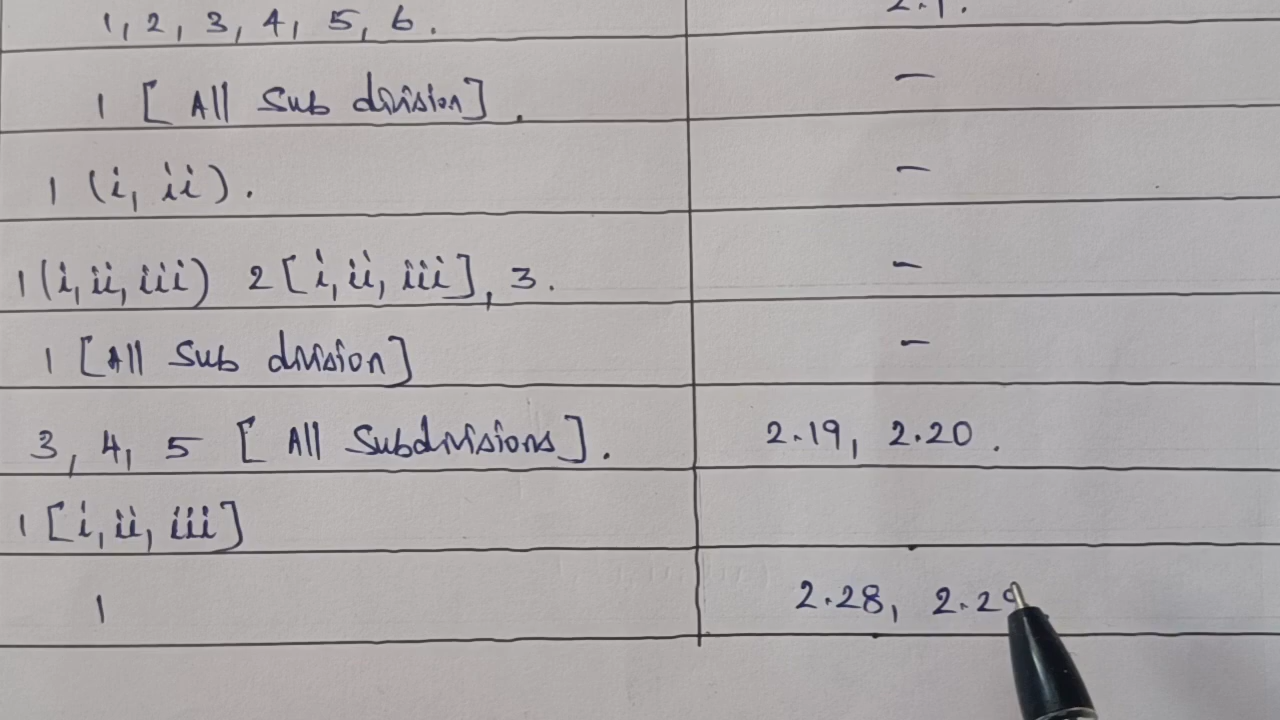 1, 2, 3, 4, 5, 6. 2.1.
1 [ All Sub division]. –
1 (i, ii). –
1(i, ii, iii) 2 [i, ii, iii], 3. –
1 [All Sub division] –
3, 4, 5 [ All Subdivisions]. 2.19, 2.20.
1 [i, ii, iii]
1 2.28, 2.29